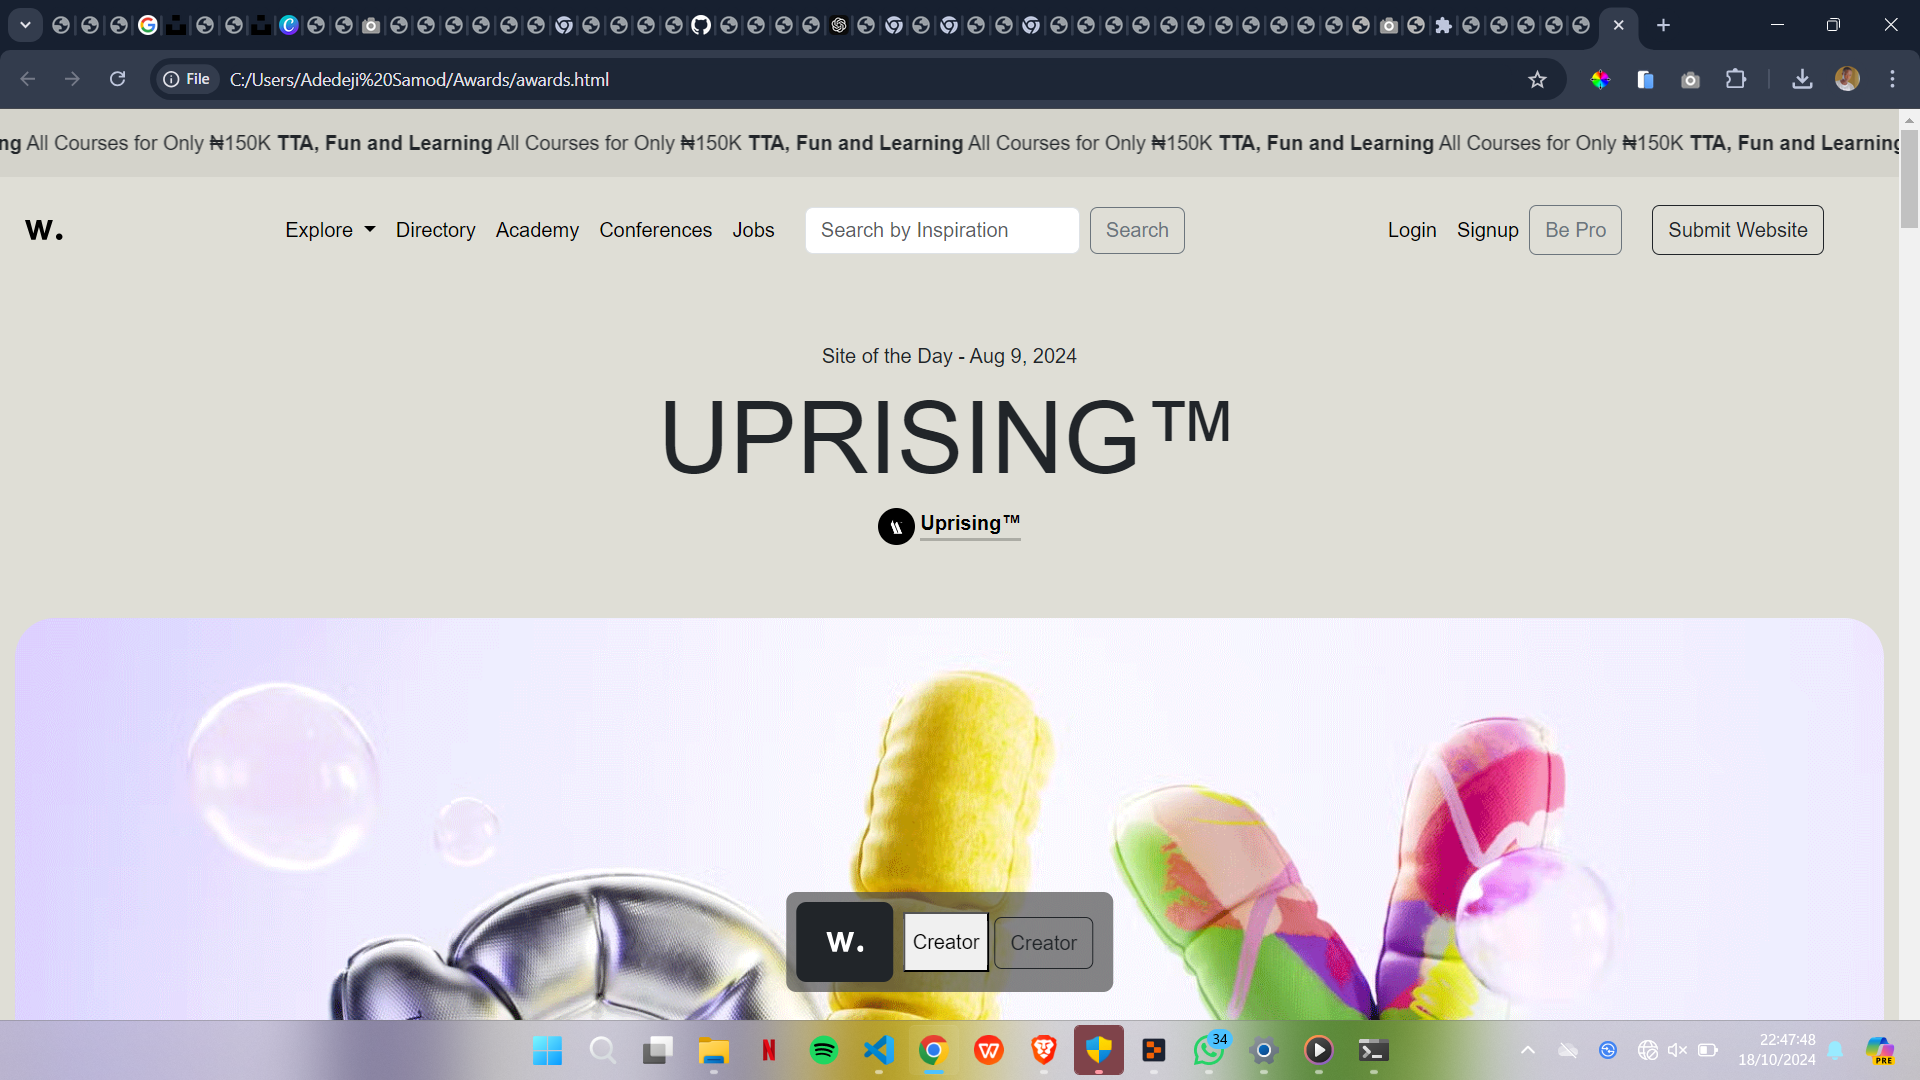 File C:/Users/Adedeji%20Samod/Awards/awards.html
ng All Courses for Only ₦150K TTA, Fun and Learning All Courses for Only ₦150K TTA, Fun and Learning All Courses for Only ₦150K TTA, Fun and Learning All Courses for Only ₦150K TTA, Fun and Learning
w. Explore Directory Academy Conferences Jobs Search by Inspiration Search Login Signup Be Pro Submit Website
Site of the Day - Aug 9, 2024
UPRISING™
Uprising™
w. Creator Creator
34
22:47:48
18/10/2024
PRE